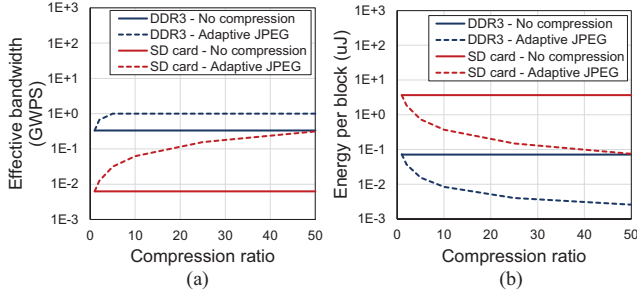 1E+3
1E+2
1E+1
1E+0
1E-1
1E-2
1E-3
Effective bandwidth
(GWPS)
DDR3 - No compression
DDR3 - Adaptive JPEG
SD card - No compression
SD card - Adaptive JPEG
0 10 20 30 40 50
Compression ratio
(a)
1E+3
1E+2
1E+1
1E+0
1E-1
1E-2
1E-3
Energy per block (uJ)
DDR3 - No compression
DDR3 - Adaptive JPEG
SD card - No compression
SD card - Adaptive JPEG
0 10 20 30 40 50
Compression ratio
(b)